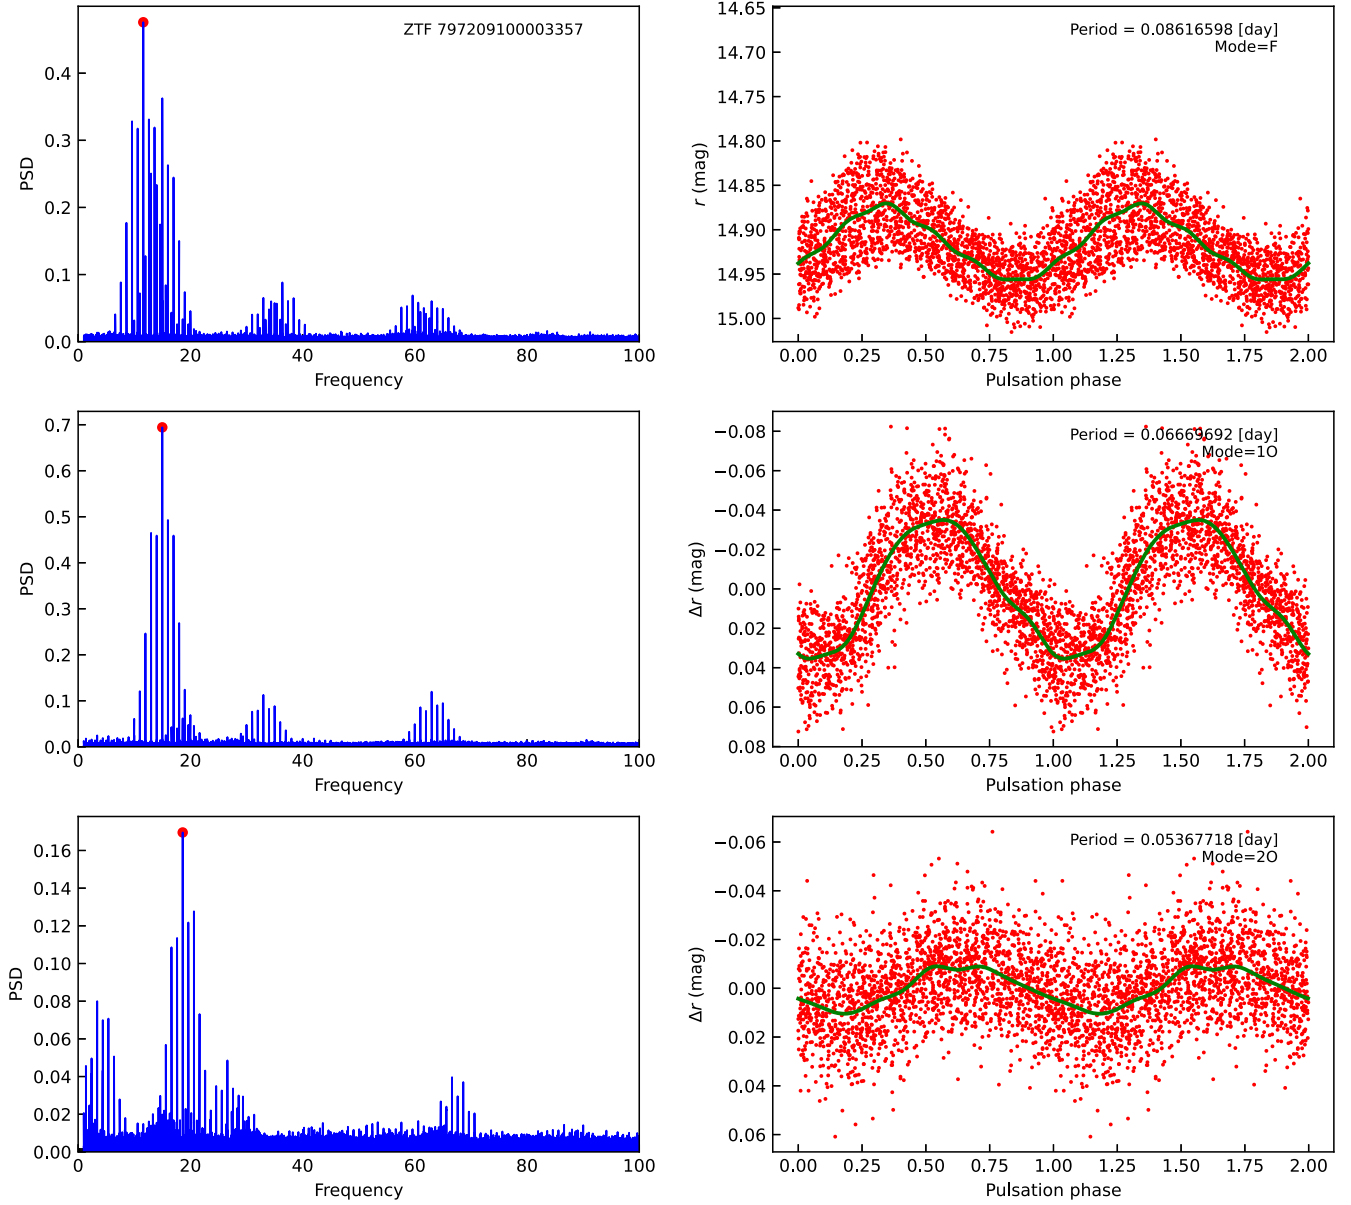 ZTF 797209100003357
PSD
0.4
0.3
0.2
0.1
0.0
0 20 40 60 80 100
Frequency
Period = 0.08616598 [day]
Mode=F
r (mag)
14.65
14.70
14.75
14.80
14.85
14.90
14.95
15.00
0.00 0.25 0.50 0.75 1.00 1.25 1.50 1.75 2.00
Pulsation phase
PSD
0.7
0.6
0.5
0.4
0.3
0.2
0.1
0.0
0 20 40 60 80 100
Frequency
Period = 0.06669692 [day]
Mode=1O
Δr (mag)
−0.08
−0.06
−0.04
−0.02
0.00
0.02
0.04
0.06
0.08
0.00 0.25 0.50 0.75 1.00 1.25 1.50 1.75 2.00
Pulsation phase
PSD
0.16
0.14
0.12
0.10
0.08
0.06
0.04
0.02
0.00
0 20 40 60 80 100
Frequency
Period = 0.05367718 [day]
Mode=2O
Δr (mag)
−0.06
−0.04
−0.02
0.00
0.02
0.04
0.06
0.00 0.25 0.50 0.75 1.00 1.25 1.50 1.75 2.00
Pulsation phase